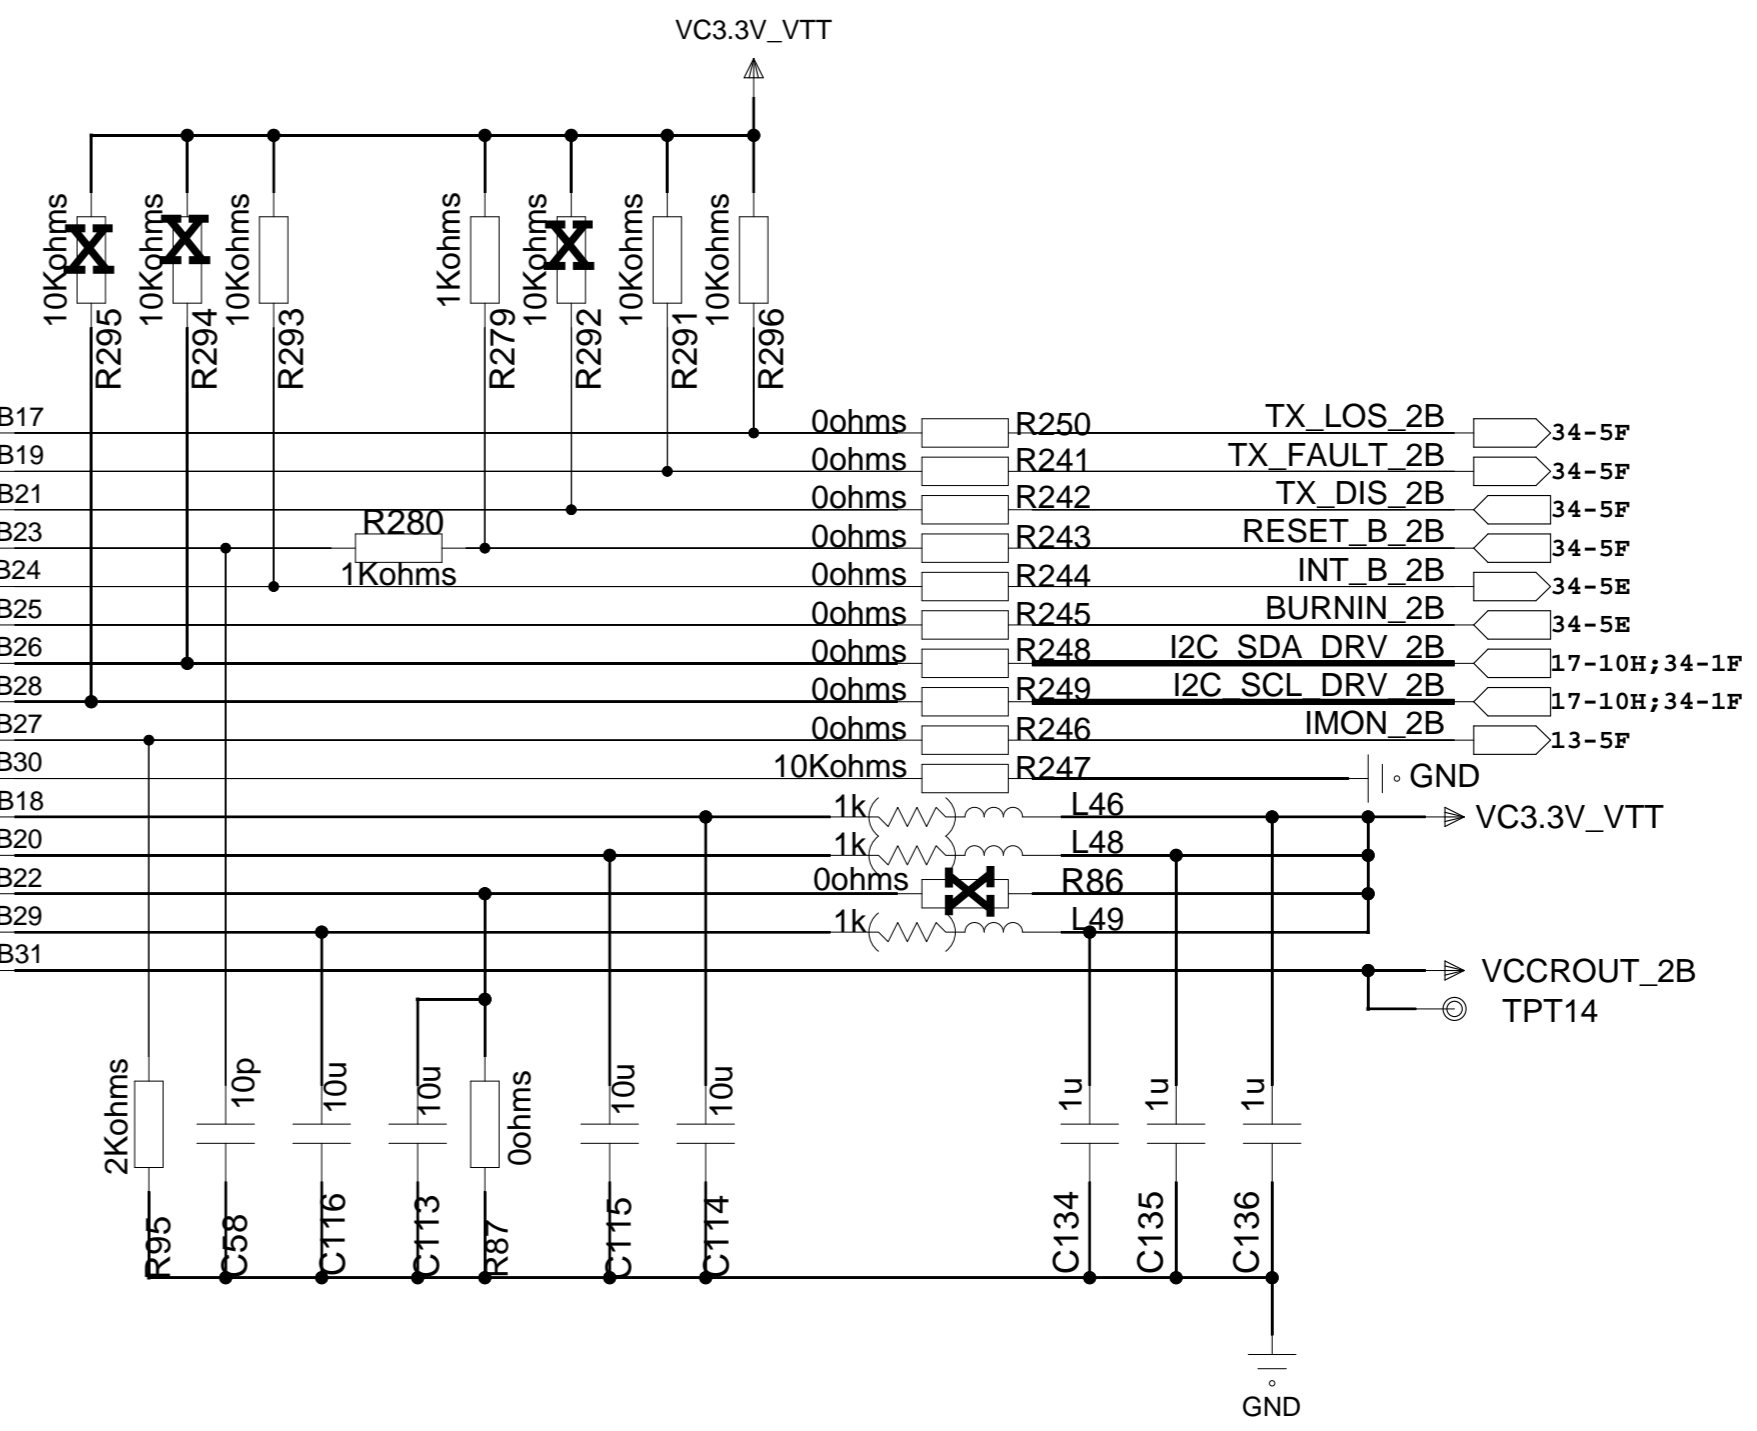 VC3.3V_VTT
10Kohms
R295
10Kohms
R294
10Kohms
R293
1Kohms
R279
10Kohms
R292
10Kohms
R291
10Kohms
R296
B17 0ohms R250 TX_LOS_2B 34-5F
B19 0ohms R241 TX_FAULT_2B 34-5F
B21 0ohms R242 TX_DIS_2B 34-5F
B23 R280 1Kohms 0ohms R243 RESET_B_2B 34-5F
B24 0ohms R244 INT_B_2B 34-5E
B25 0ohms R245 BURNIN_2B 34-5E
B26 0ohms R248 I2C_SDA_DRV_2B 17-10H;34-1F
B28 0ohms R249 I2C_SCL_DRV_2B 17-10H;34-1F
B27 0ohms R246 IMON_2B 13-5F
B30 10Kohms R247 GND
B18 1k L46 VC3.3V_VTT
B20 1k L48
B22 0ohms R86
B29 1k L49
B31 VCCROUT_2B
TPT14
2Kohms
R95
10p
C58
10u
C116
10u
C113
0ohms
R87
10u
C115
10u
C114
1u
C134
1u
C135
1u
C136
GND